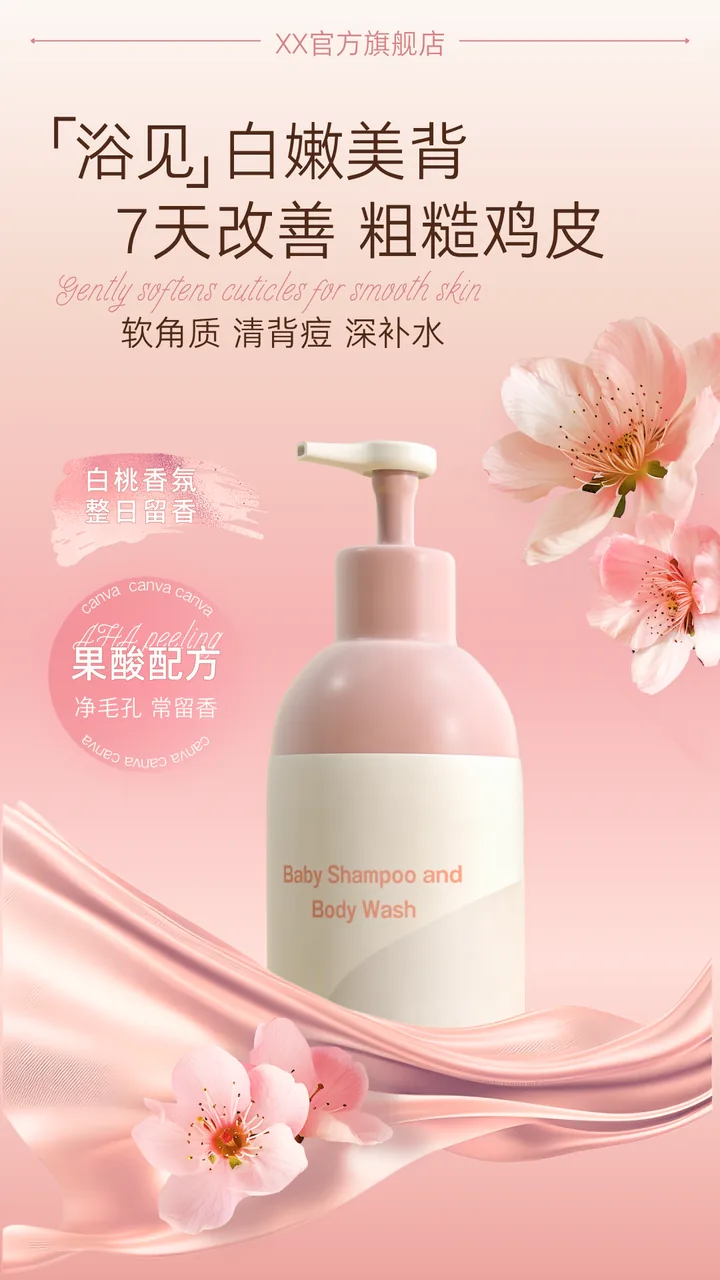 XX官方旗舰店
「浴见」白嫩美背
7天改善 粗糙鸡皮
Gently softens cuticles for smooth skin
软角质 清背痘 深补水
白桃香氛
整日留香
canva canva canva
AHA peeling
果酸配方
净毛孔 常留香
canva canva canva
Baby Shampoo and
Body Wash